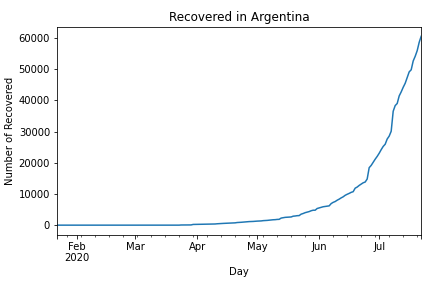 Recovered in Argentina
60000
50000
40000
30000
20000
10000
0
Number of Recovered
Feb
2020
Mar
Apr
May
Jun
Jul
Day